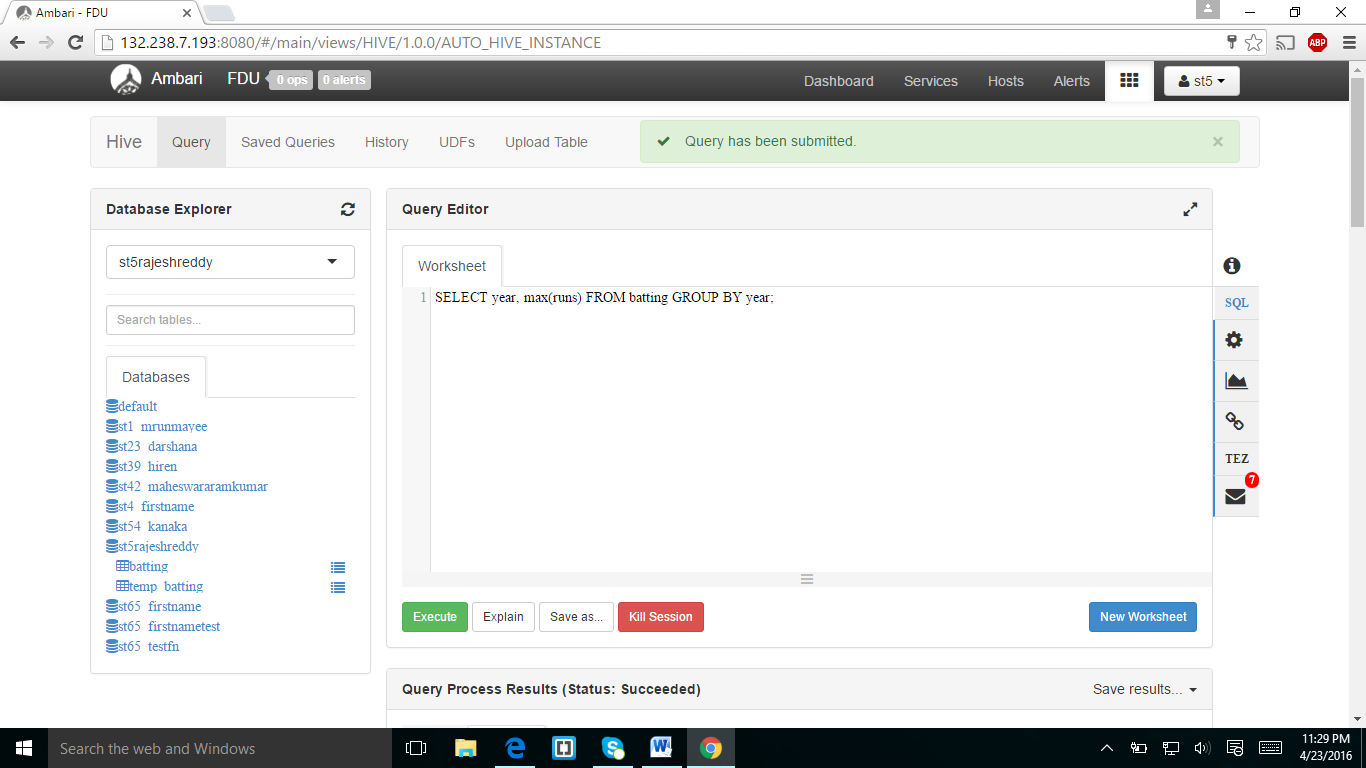 Ambari - FDU
132.238.7.193:8080/#/main/views/HIVE/1.0.0/AUTO_HIVE_INSTANCE
ABP
Ambari FDU 0 ops 0 alerts Dashboard Services Hosts Alerts st5
Hive Query Saved Queries History UDFs Upload Table
Query has been submitted.
Database Explorer
st5rajeshreddy
Search tables...
Databases
default
st1 mrunmayee
st23 darshana
st39 hiren
st42 maheswararamkumar
st4 firstname
st54 kanaka
st5rajeshreddy
batting
temp batting
st65 firstname
st65 firstnametest
st65 testfn
Query Editor
Worksheet
1 SELECT year, max(runs) FROM batting GROUP BY year;
SQL
TEZ
7
Execute Explain Save as... Kill Session New Worksheet
Query Process Results (Status: Succeeded) Save results...
Search the web and Windows
11:29 PM
4/23/2016